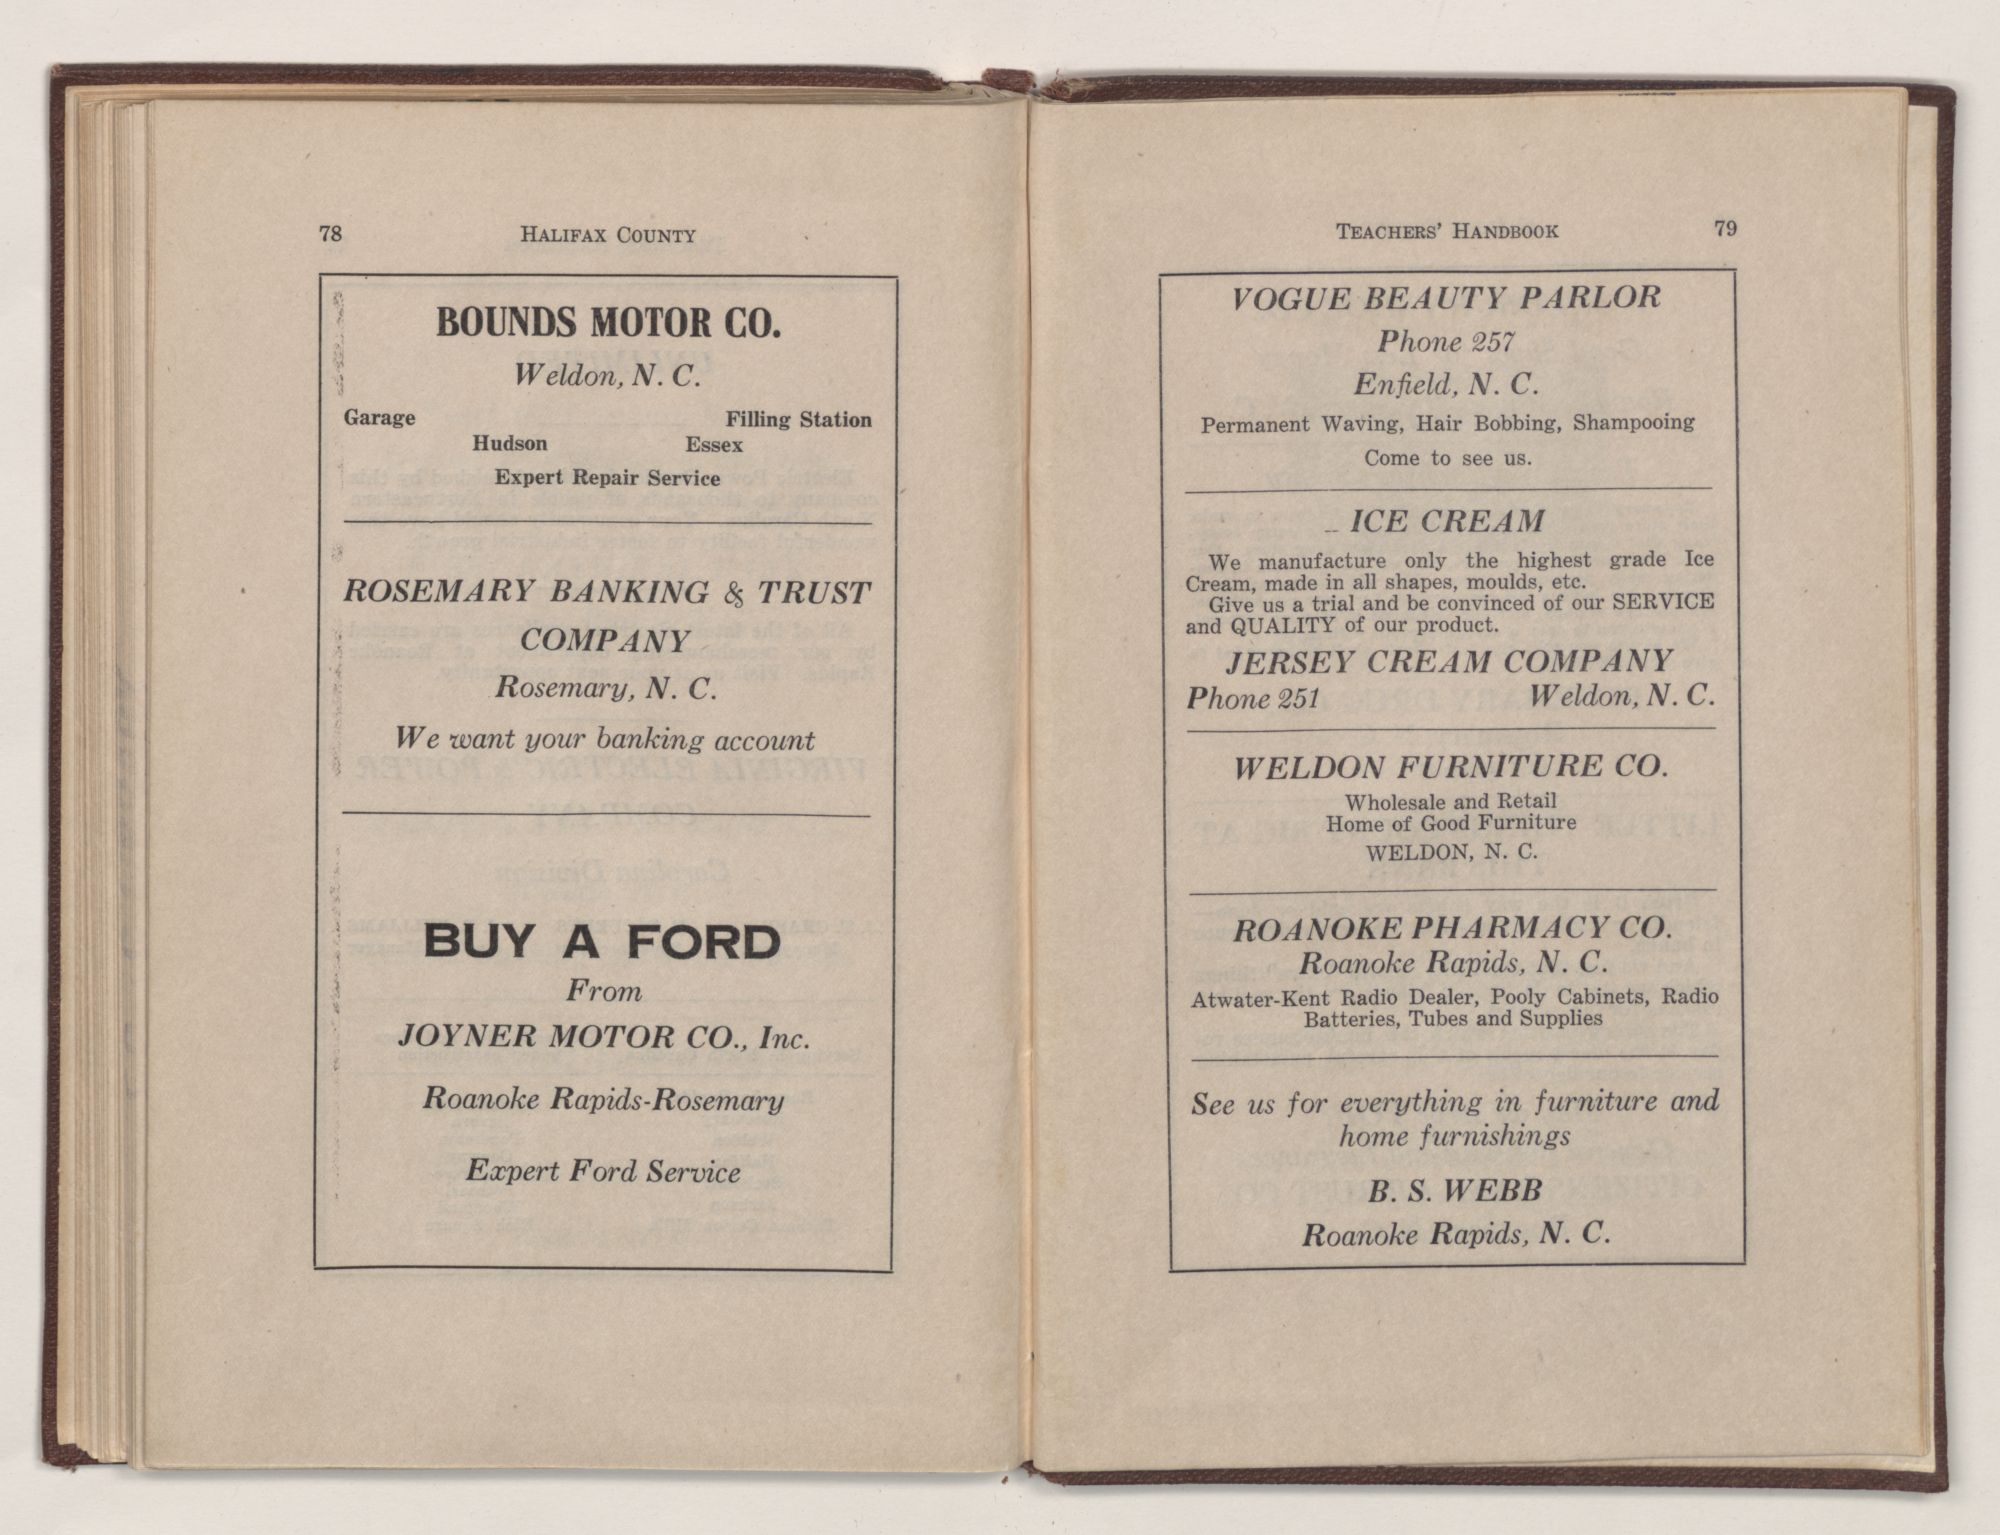 78
HALIFAX COUNTY
BOUNDS MOTOR CO.
Weldon, N. C.
Garage Filling Station
Hudson Essex
Expert Repair Service
ROSEMARY BANKING & TRUST
COMPANY
Rosemary, N. C.
We want your banking account
BUY A FORD
From
JOYNER MOTOR CO., Inc.
Roanoke Rapids-Rosemary
Expert Ford Service
TEACHERS' HANDBOOK
79
VOGUE BEAUTY PARLOR
Phone 257
Enfield, N. C.
Permanent Waving, Hair Bobbing, Shampooing
Come to see us.
ICE CREAM
We manufacture only the highest grade Ice
Cream, made in all shapes, moulds, etc.
Give us a trial and be convinced of our SERVICE
and QUALITY of our product.
JERSEY CREAM COMPANY
Phone 251 Weldon, N. C.
WELDON FURNITURE CO.
Wholesale and Retail
Home of Good Furniture
WELDON, N. C.
ROANOKE PHARMACY CO.
Roanoke Rapids, N. C.
Atwater-Kent Radio Dealer, Pooly Cabinets, Radio
Batteries, Tubes and Supplies
See us for everything in furniture and
home furnishings
B. S. WEBB
Roanoke Rapids, N. C.